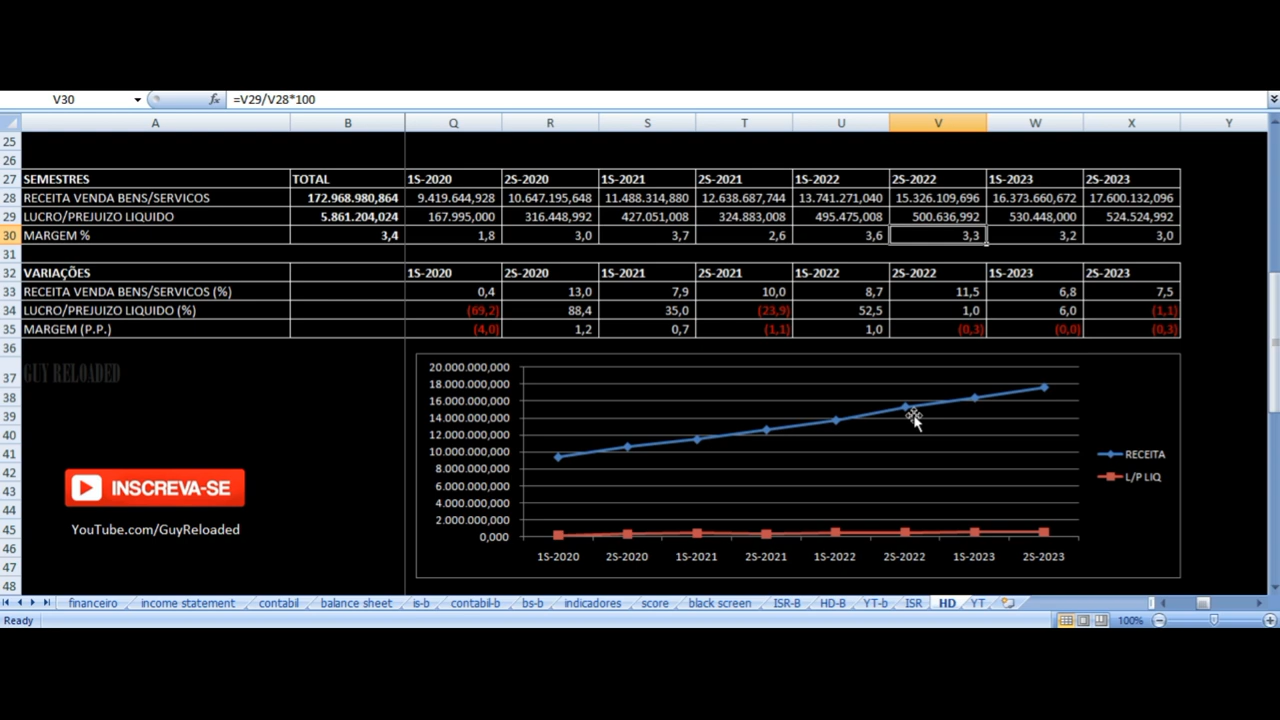 V30 fx =V29/V28*100
A B Q R S T U V W X Y
25
26
27 SEMESTRES TOTAL 1S-2020 2S-2020 1S-2021 2S-2021 1S-2022 2S-2022 1S-2023 2S-2023
28 RECEITA VENDA BENS/SERVICOS 172.968.980,864 9.419.644,928 10.647.195,648 11.488.314,880 12.638.687,744 13.741.271,040 15.326.109,696 16.373.660,672 17.600.132,096
29 LUCRO/PREJUIZO LIQUIDO 5.861.204,024 167.995,000 316.448,992 427.051,008 324.883,008 495.475,008 500.636,992 530.448,000 524.524,992
30 MARGEM % 3,4 1,8 3,0 3,7 2,6 3,6 3,3 3,2 3,0
31
32 VARIAÇÕES 1S-2020 2S-2020 1S-2021 2S-2021 1S-2022 2S-2022 1S-2023 2S-2023
33 RECEITA VENDA BENS/SERVICOS (%) 0,4 13,0 7,9 10,0 8,7 11,5 6,8 7,5
34 LUCRO/PREJUIZO LIQUIDO (%) (69,2) 88,4 35,0 (23,9) 52,5 1,0 6,0 (1,1)
35 MARGEM (P.P.) (4,0) 1,2 0,7 (1,1) 1,0 (0,3) (0,0) (0,3)
36
37 GUY RELOADED
38
39
40
41
42
43
44
45
46
47
48
INSCREVA-SE
YouTube.com/GuyReloaded
20.000.000,000
18.000.000,000
16.000.000,000
14.000.000,000
12.000.000,000
10.000.000,000
8.000.000,000
6.000.000,000
4.000.000,000
2.000.000,000
0,000
1S-2020 2S-2020 1S-2021 2S-2021 1S-2022 2S-2022 1S-2023 2S-2023
RECEITA
L/P LIQ
financeiro income statement contabil balance sheet is-b contabil-b bs-b indicadores score black screen ISR-B HD-B YT-b ISR HD YT
Ready 100%